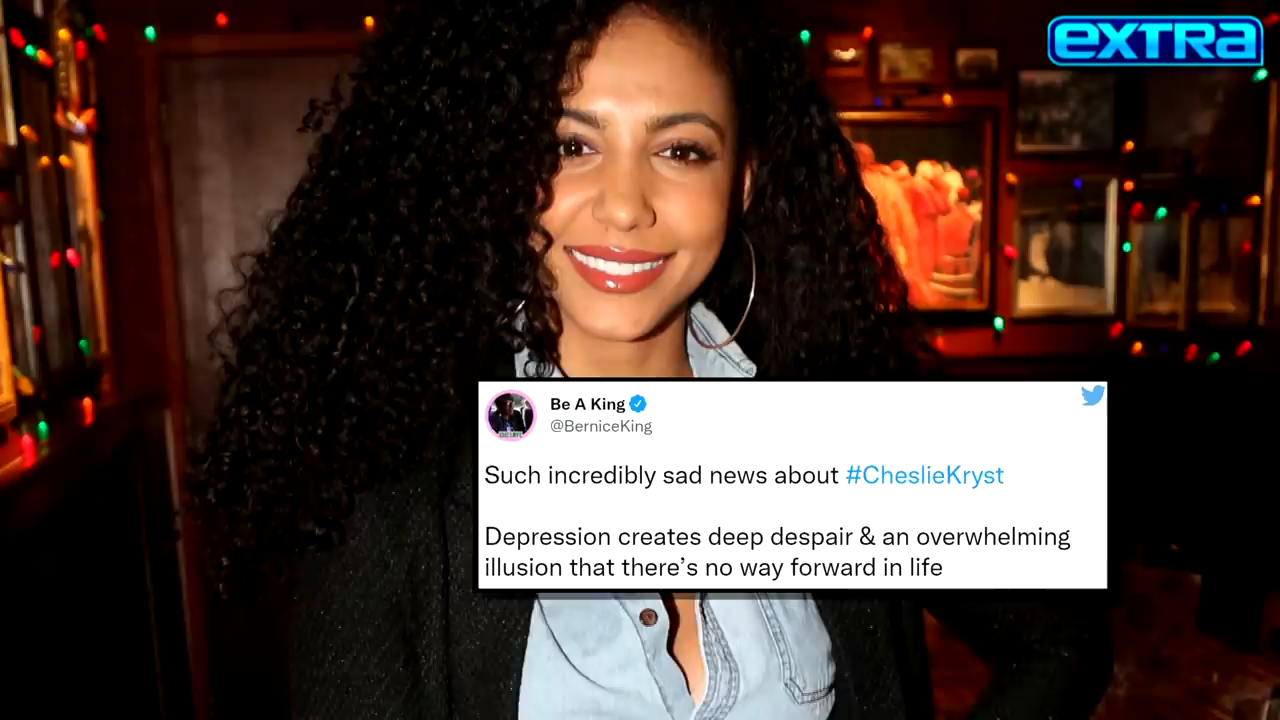 extra
Be A King
@BerniceKing
Such incredibly sad news about #CheslieKryst
Depression creates deep despair & an overwhelming
illusion that there’s no way forward in life